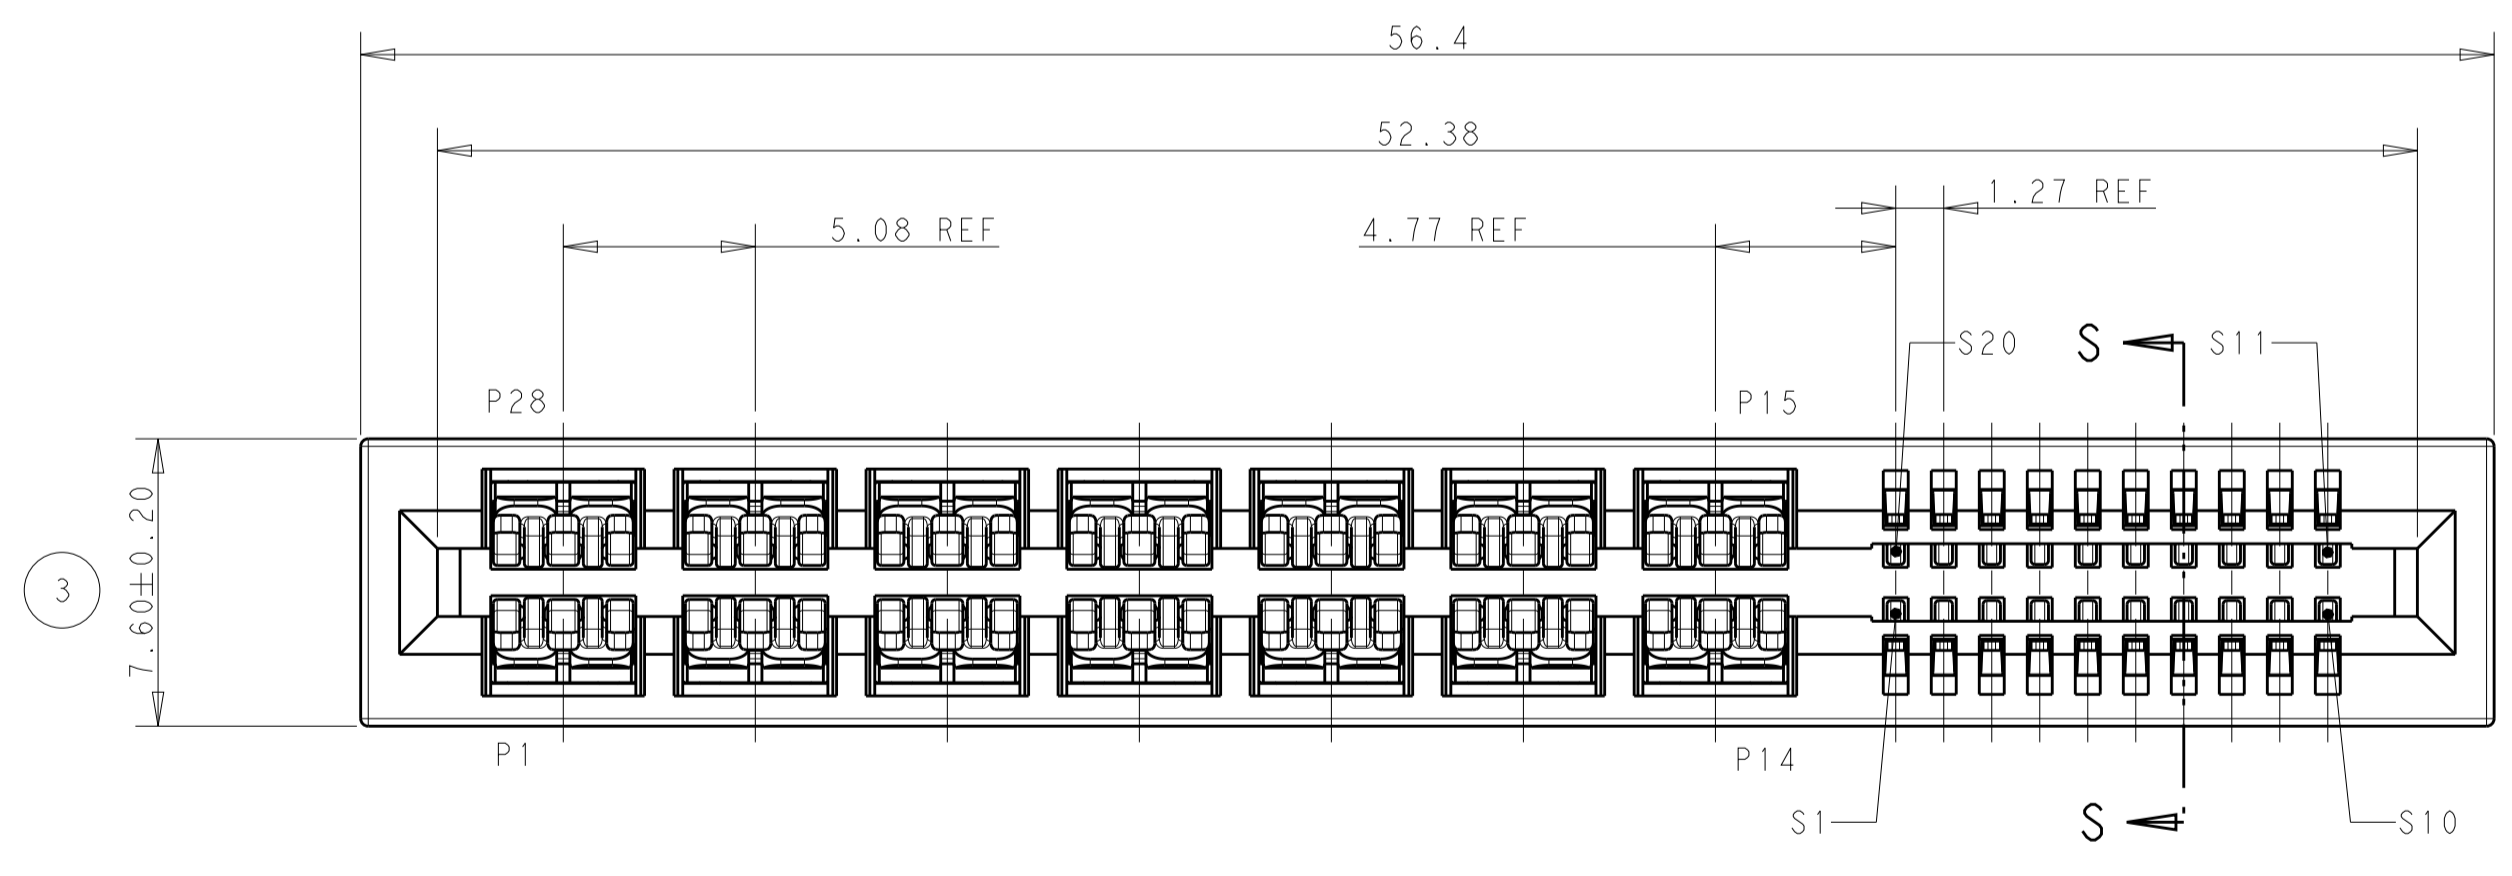 56.4
52.38
1.27 REF
5.08 REF
4.77 REF
S
S20
S11
P28
P15
7.60±0.20
3
P1
P14
S1
S
S10